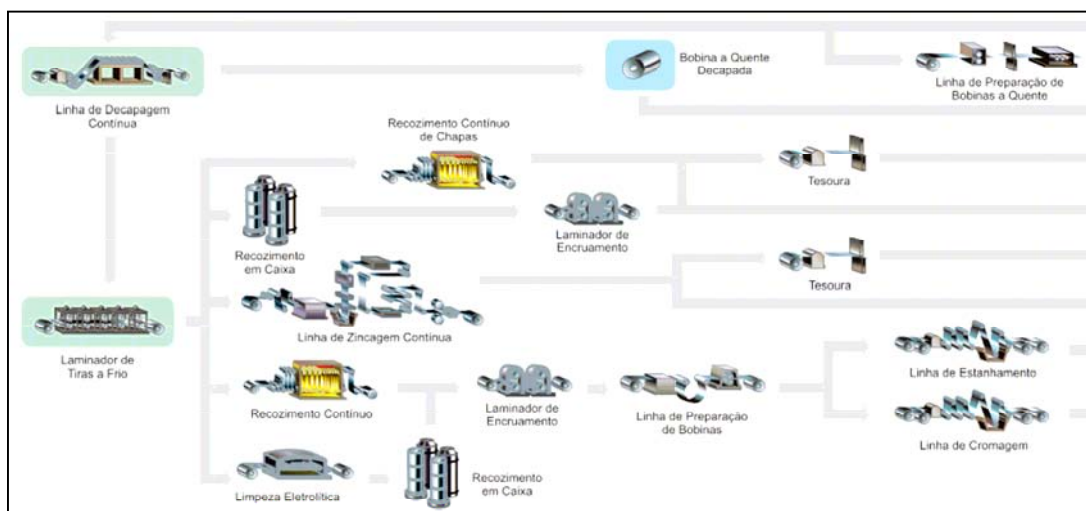 Bobina a Quente
Decapada
Linha de Preparação de
Bobinas a Quente
Linha de Decapagem
Contínua
Recozimento Contínuo
de Chapas
Tesoura
Laminador de
Encruamento
Recozimento
em Caixa
Tesoura
Linha de Zincagem Contínua
Laminador de
Tiras a Frio
Linha de Estanhamento
Recozimento Contínuo
Laminador de
Encruamento
Linha de Preparação
de Bobinas
Linha de Cromagem
Limpeza Eletrolítica
Recozimento
em Caixa